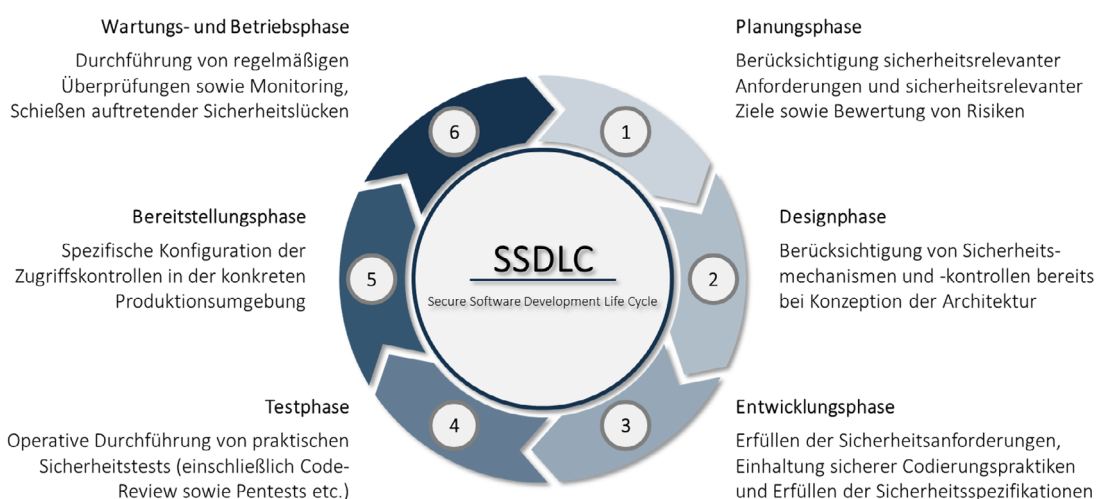 Wartungs- und Betriebsphase
Durchführung von regelmäßigen
Überprüfungen sowie Monitoring,
Schießen auftretender Sicherheitslücken
6
Planungsphase
Berücksichtigung sicherheitsrelevanter
Anforderungen und sicherheitsrelevanter
Ziele sowie Bewertung von Risiken
1
Bereitstellungsphase
Spezifische Konfiguration der
Zugriffskontrollen in der konkreten
Produktionsumgebung
5
SSDLC
Secure Software Development Life Cycle
2
Designphase
Berücksichtigung von Sicherheits-
mechanismen und -kontrollen bereits
bei Konzeption der Architektur
Testphase
Operative Durchführung von praktischen
Sicherheitstests (einschließlich Code-
Review sowie Pentests etc.)
4
3
Entwicklungsphase
Erfüllen der Sicherheitsanforderungen,
Einhaltung sicherer Codierungspraktiken
und Erfüllen der Sicherheitsspezifikationen